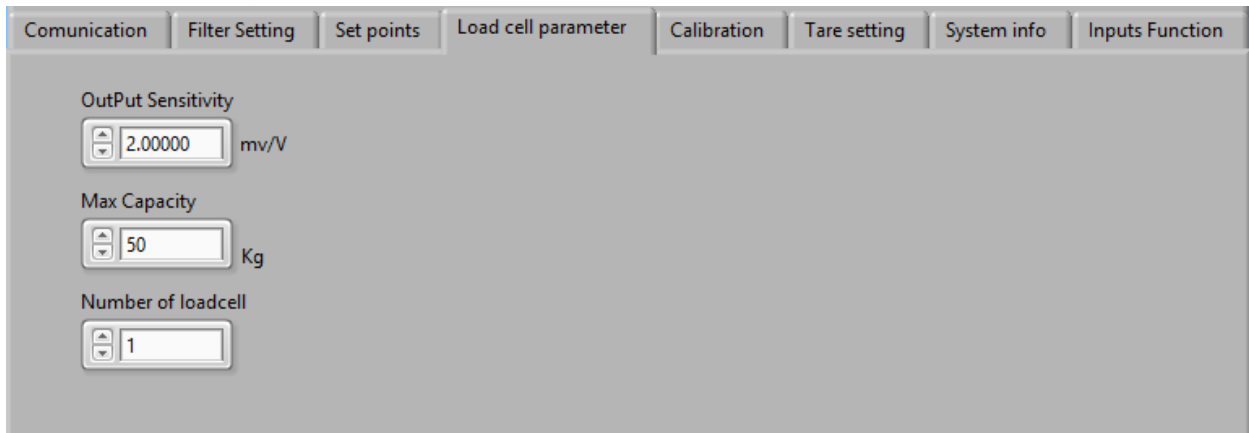 Comunication Filter Setting Set points Load cell parameter Calibration Tare setting System info Inputs Function
OutPut Sensitivity
2.00000 mv/V
Max Capacity
50 Kg
Number of loadcell
1